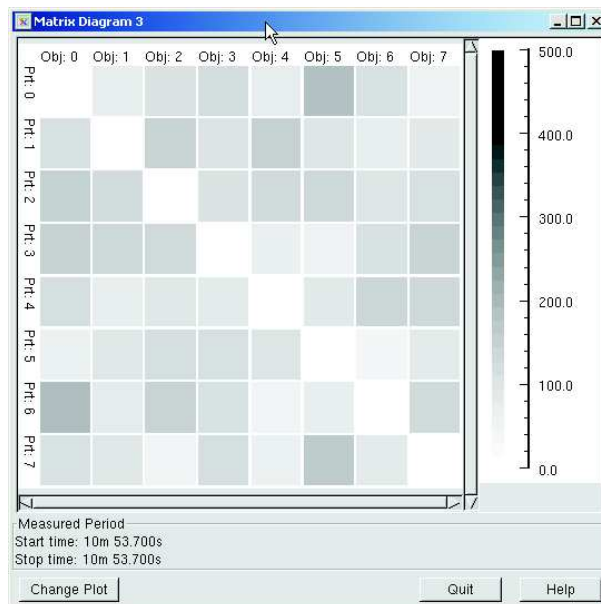 Matrix Diagram 3
Obj: 0 Obj: 1 Obj: 2 Obj: 3 Obj: 4 Obj: 5 Obj: 6 Obj: 7
Prt: 0
Prt: 1
Prt: 2
Prt: 3
Prt: 4
Prt: 5
Prt: 6
Prt: 7
500.0
400.0
300.0
200.0
100.0
0.0
Measured Period
Start time: 10m 53.700s
Stop time: 10m 53.700s
Change Plot Quit Help